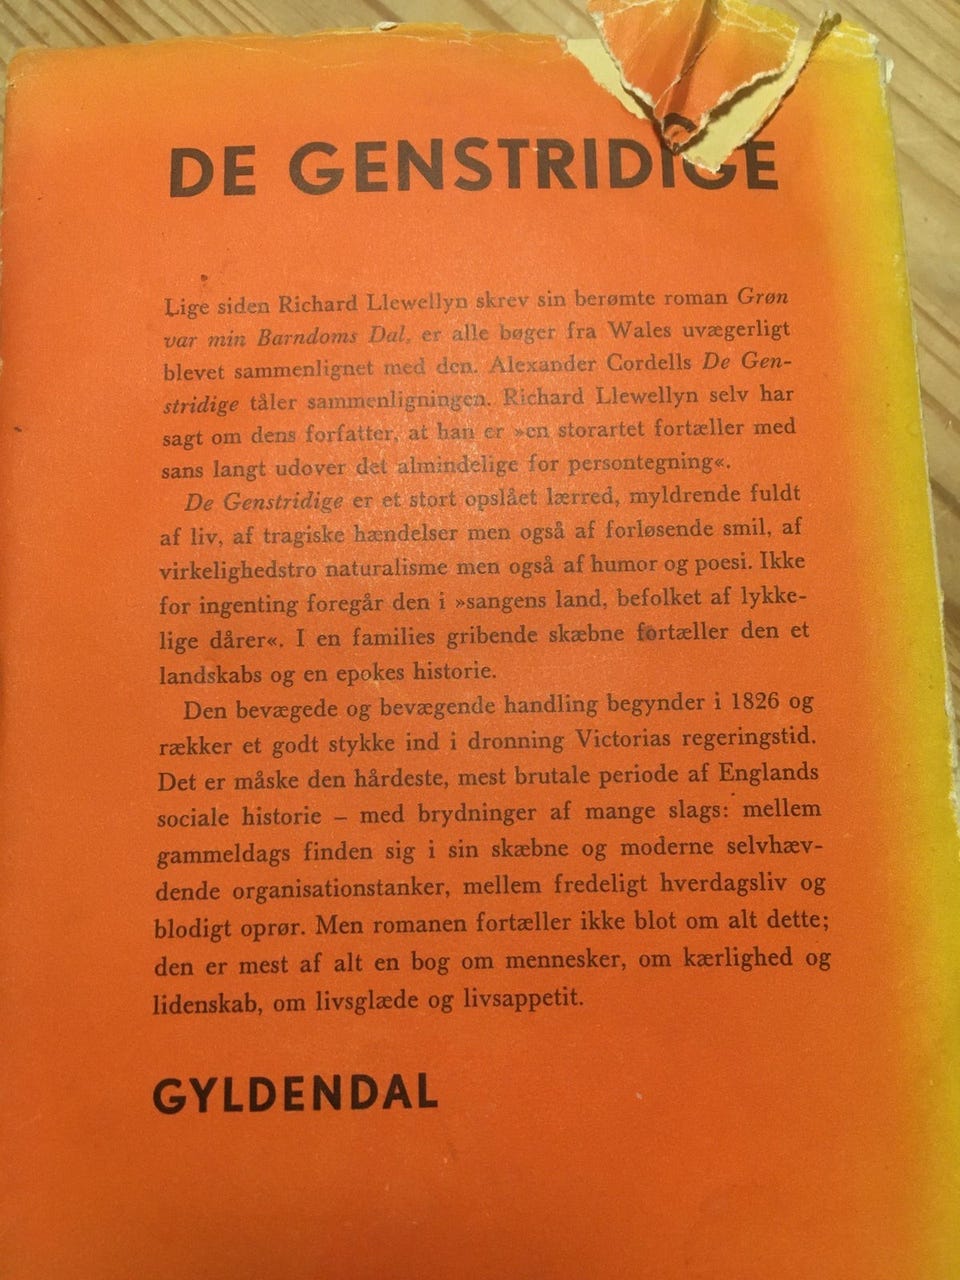 DE GENSTRIDIGE
Lige siden Richard Llewellyn skrev sin berømte roman Grøn
var min Barndoms Dal, er alle bøger fra Wales uvægerligt
blevet sammenlignet med den. Alexander Cordells De Gen-
stridige tåler sammenligningen. Richard Llewellyn selv har
sagt om dens forfatter, at han er »en storartet fortæller med
sans langt udover det almindelige for persontegning«.
De Genstridige er et stort opslået lærred, myldrende fuldt
af liv, af tragiske hændelser men også af forløsende smil, af
virkelighedstro naturalisme men også af humor og poesi. Ikke
for ingenting foregår den i »sangens land, befolket af lykke-
lige dårer«. I en families gribende skæbne fortæller den et
landskabs og en epokes historie.
Den bevægede og bevægende handling begynder i 1826 og
rækker et godt stykke ind i dronning Victorias regeringstid.
Det er måske den hårdeste, mest brutale periode af Englands
sociale historie – med brydninger af mange slags: mellem
gammeldags finden sig i sin skæbne og moderne selvhæv-
dende organisationstanker, mellem fredeligt hverdagsliv og
blodigt oprør. Men romanen fortæller ikke blot om alt dette;
den er mest af alt en bog om mennesker, om kærlighed og
lidenskab, om livsglæde og livsappetit.
GYLDENDAL